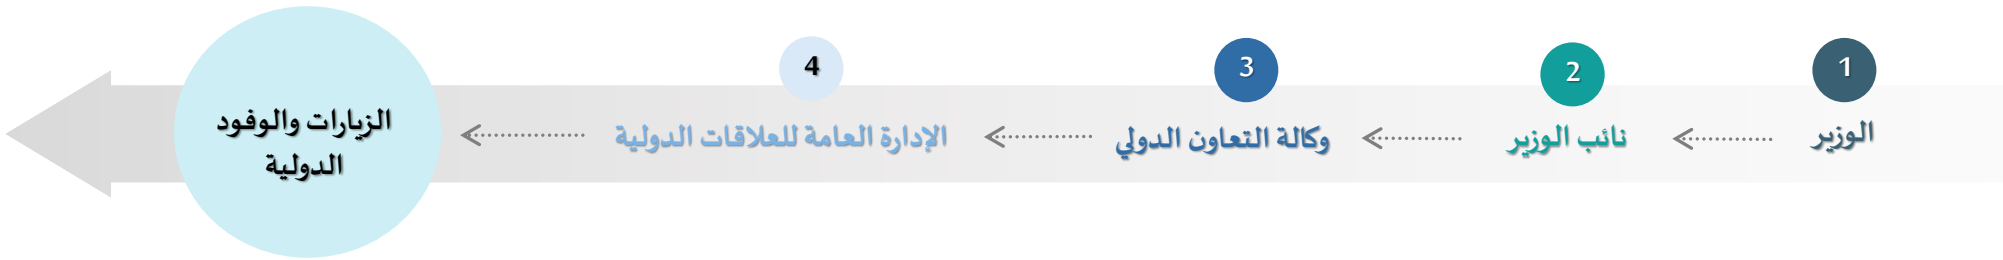 1
الوزير
2
نائب الوزير
3
وكالة التعاون الدولي
4
الإدارة العامة للعلاقات الدولية
الزيارات والوفود
الدولية